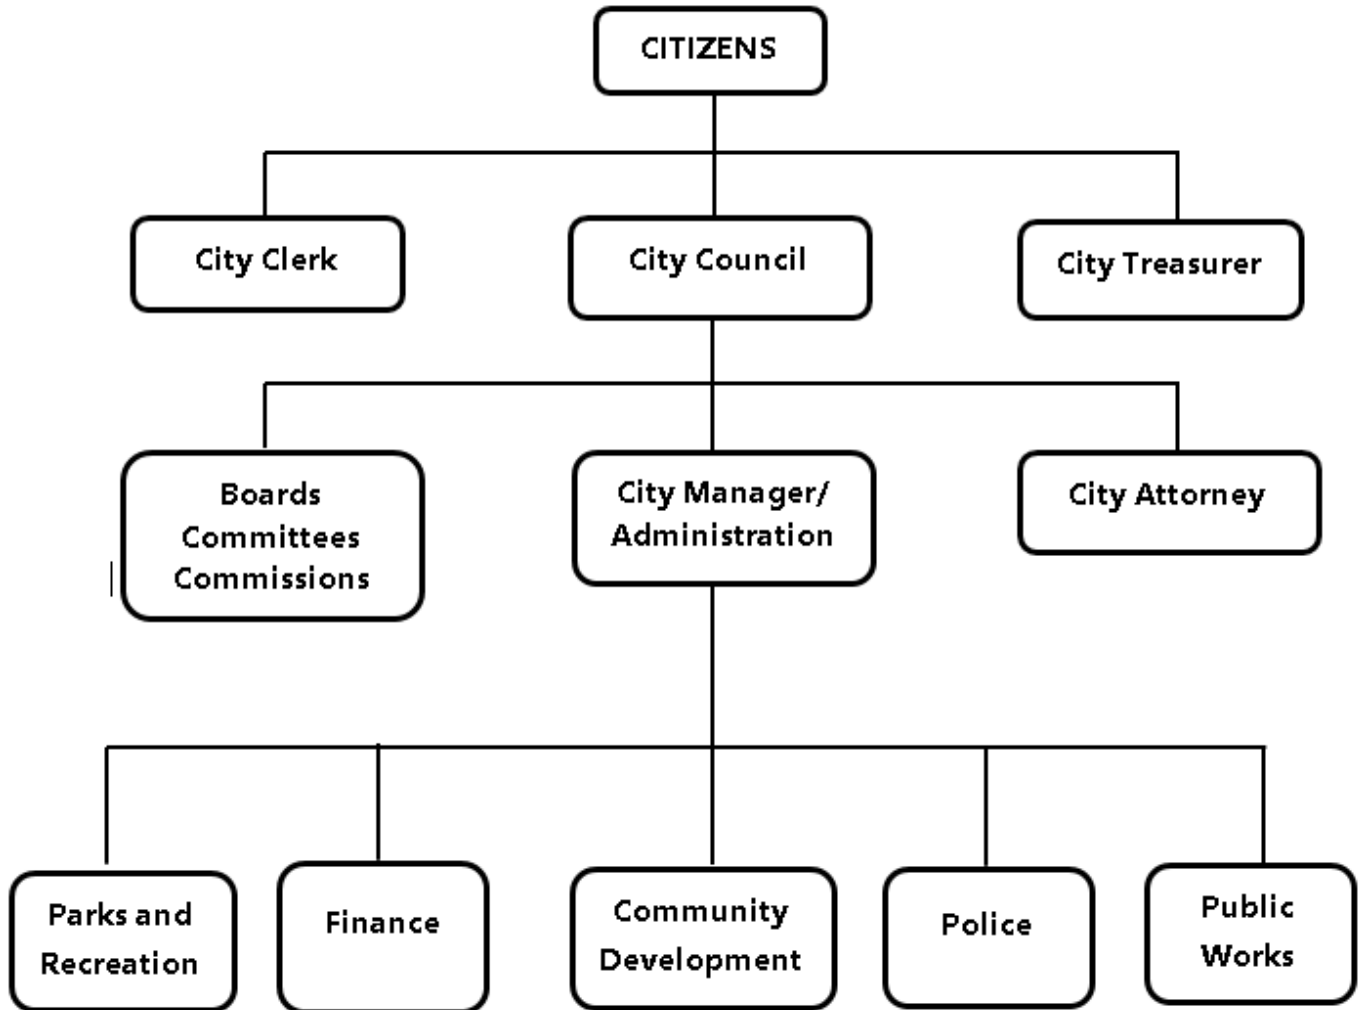 CITIZENS
City Clerk
City Council
City Treasurer
Boards
Committees
Commissions
City Manager/
Administration
City Attorney
Parks and
Recreation
Finance
Community
Development
Police
Public
Works